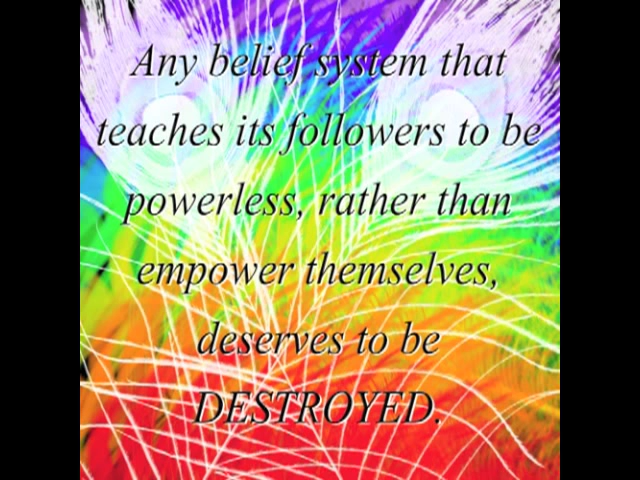 Any belief system that
teaches its followers to be
powerless, rather than
empower themselves,
deserves to be
DESTROYED.